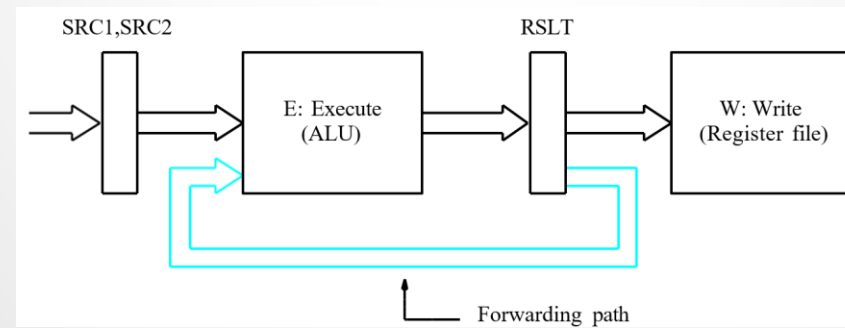 SRC1,SRC2
RSLT
E: Execute
(ALU)
W: Write
(Register file)
Forwarding path